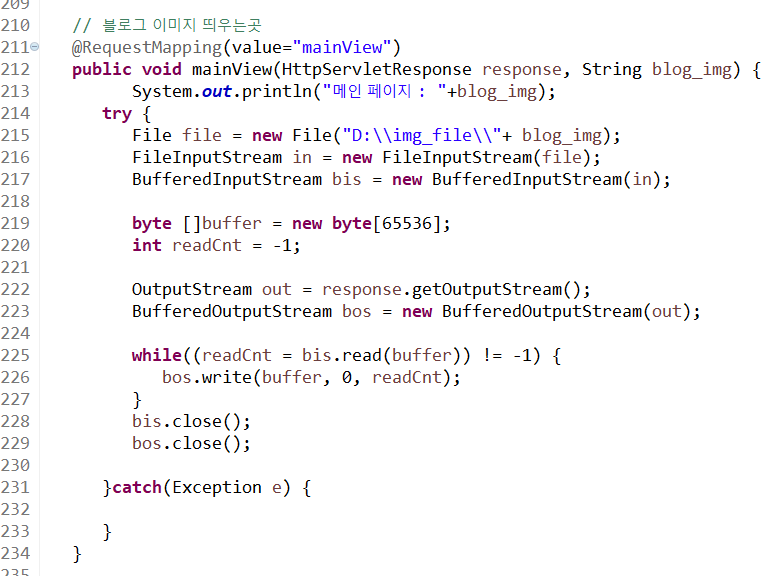 209
210 // 블로그 이미지 띄우는곳
211 @RequestMapping(value="mainView")
212 public void mainView(HttpServletResponse response, String blog_img) {
213 System.out.println("메인 페이지 : "+blog_img);
214 try {
215 File file = new File("D:\\img_file\\"+ blog_img);
216 FileInputStream in = new FileInputStream(file);
217 BufferedInputStream bis = new BufferedInputStream(in);
218
219 byte []buffer = new byte[65536];
220 int readCnt = -1;
221
222 OutputStream out = response.getOutputStream();
223 BufferedOutputStream bos = new BufferedOutputStream(out);
224
225 while((readCnt = bis.read(buffer)) != -1) {
226 bos.write(buffer, 0, readCnt);
227 }
228 bis.close();
229 bos.close();
230
231 }catch(Exception e) {
232
233 }
234 }
235